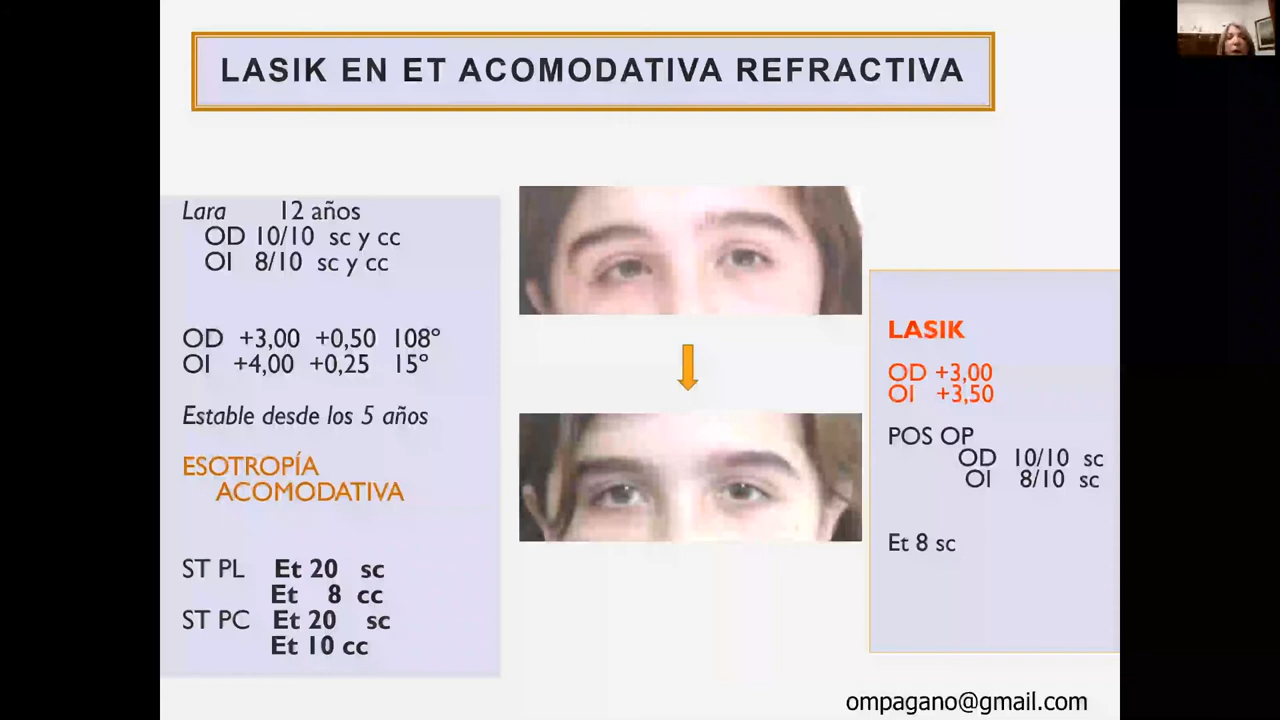 LASIK EN ET ACOMODATIVA REFRACTIVA
Lara 12 años
OD 10/10 sc y cc
OI 8/10 sc y cc
OD +3,00 +0,50 108º
OI +4,00 +0,25 15º
Estable desde los 5 años
ESOTROPÍA
ACOMODATIVA
ST PL Et 20 sc
Et 8 cc
ST PC Et 20 sc
Et 10 cc
LASIK
OD +3,00
OI +3,50
POS OP
OD 10/10 sc
OI 8/10 sc
Et 8 sc
ompagano@gmail.com